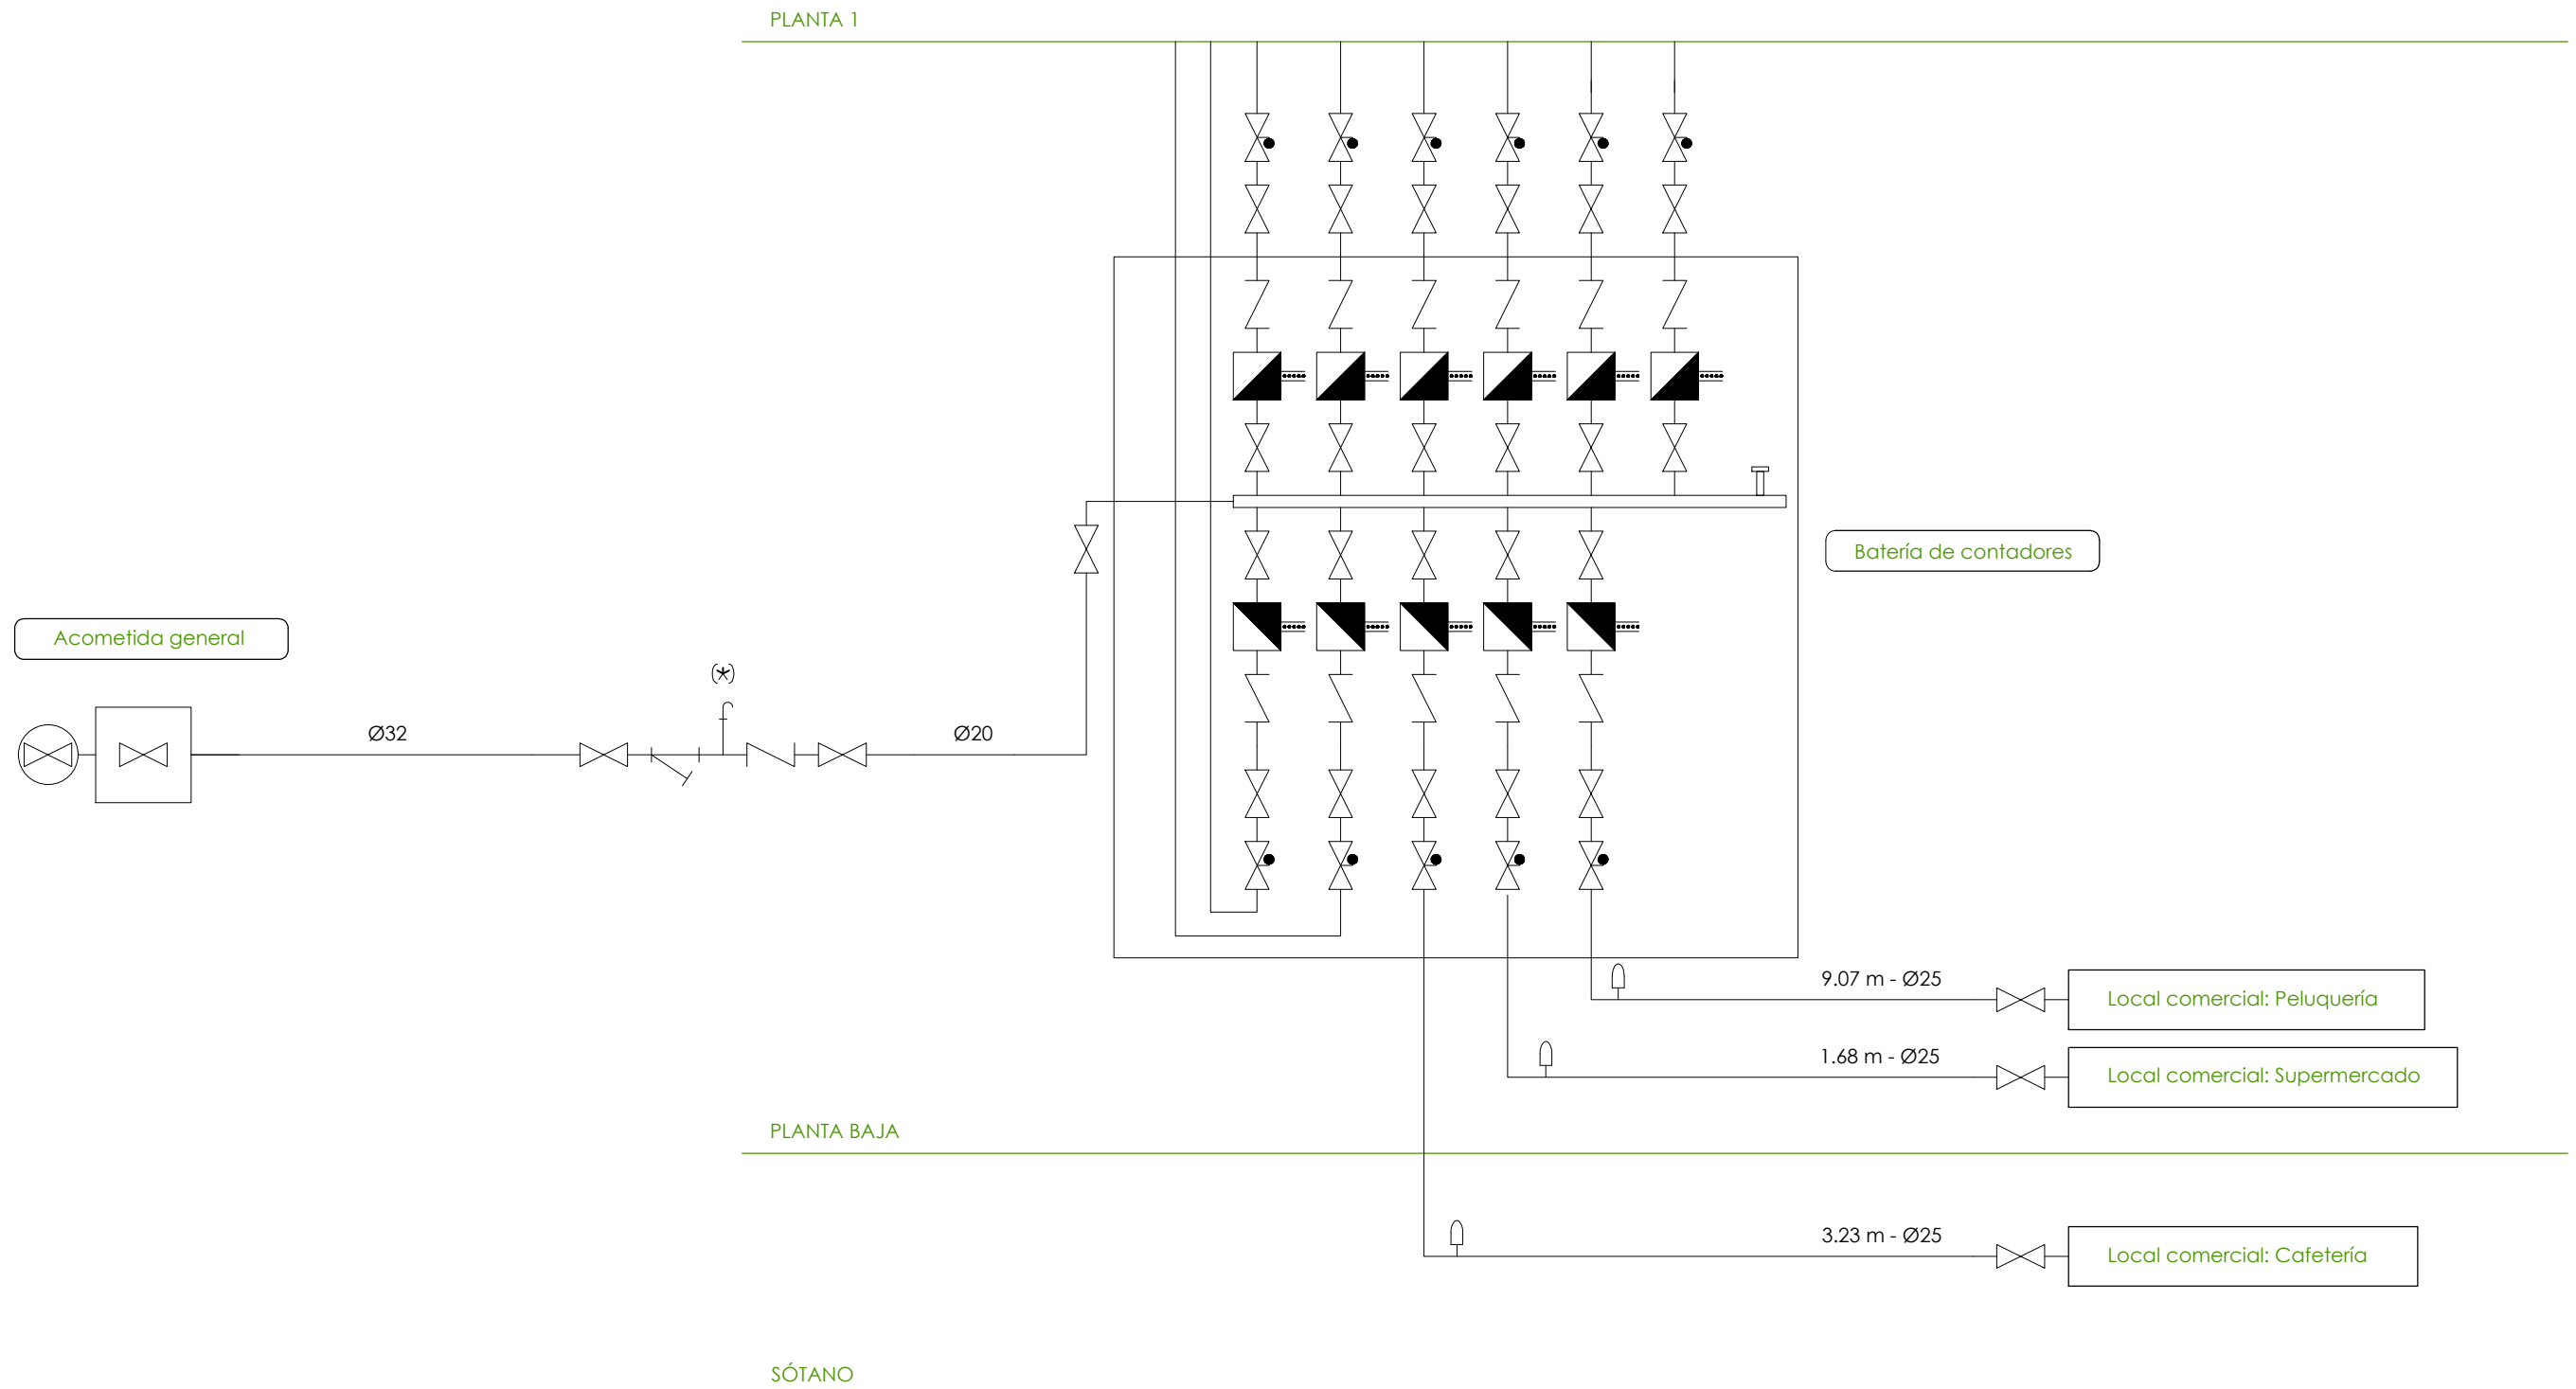 PLANTA 1
Batería de contadores
Acometida general
(*)
Ø32
Ø20
9.07 m - Ø25
Local comercial: Peluquería
1.68 m - Ø25
Local comercial: Supermercado
PLANTA BAJA
3.23 m - Ø25
Local comercial: Cafetería
SÓTANO